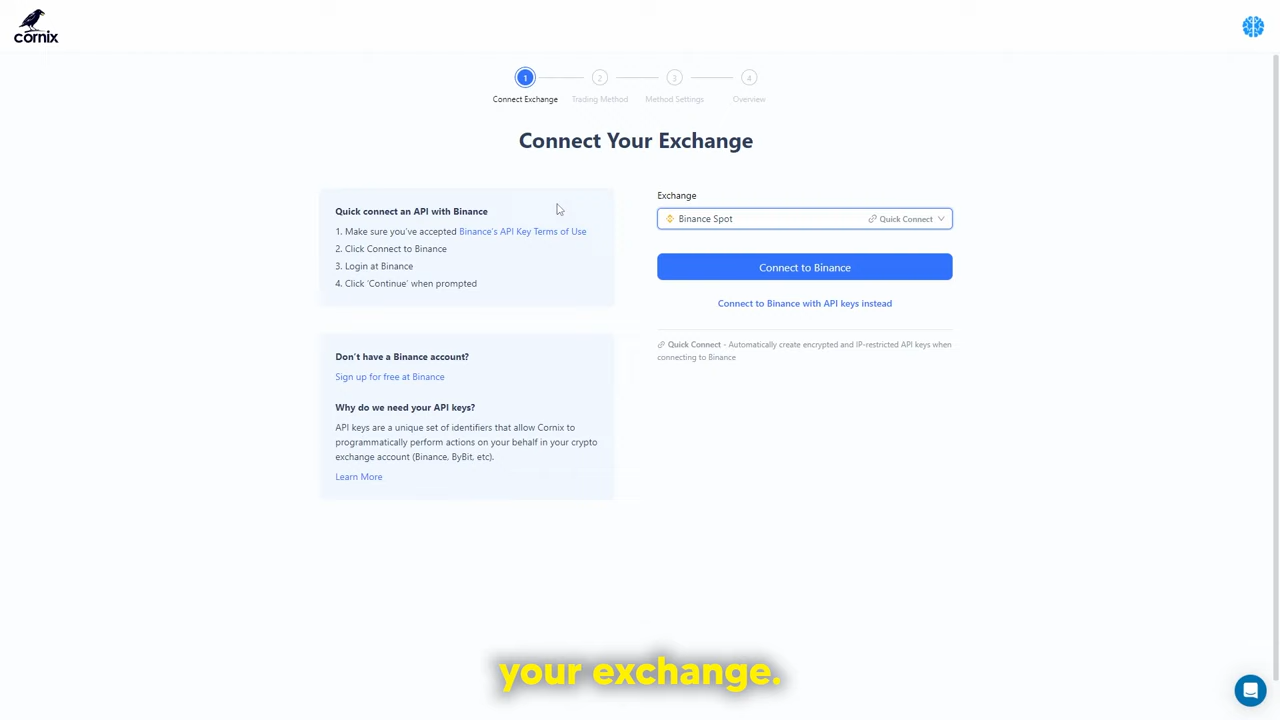 cornix
1
2
3
4
Connect Exchange
Trading Method
Method Settings
Overview
Connect Your Exchange
Quick connect an API with Binance
1. Make sure you've accepted Binance's API Key Terms of Use
2. Click Connect to Binance
3. Login at Binance
4. Click 'Continue' when prompted
Don't have a Binance account?
Sign up for free at Binance
Why do we need your API keys?
API keys are a unique set of identifiers that allow Cornix to
programmatically perform actions on your behalf in your crypto
exchange account (Binance, ByBit, etc).
Learn More
Exchange
Binance Spot
Quick Connect
Connect to Binance
Connect to Binance with API keys instead
Quick Connect - Automatically create encrypted and IP-restricted API keys when
connecting to Binance
your exchange.